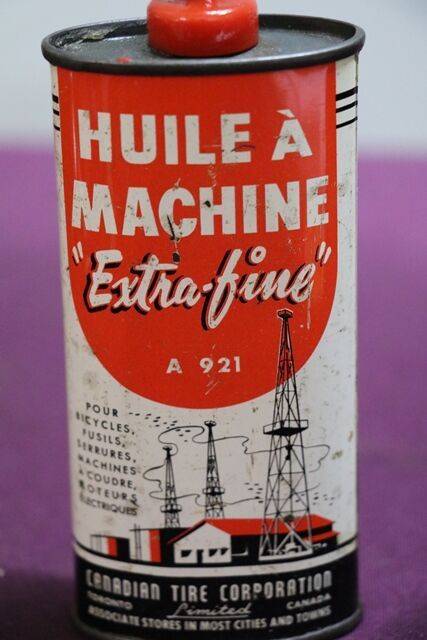 HUILE À
MACHINE
"Extra-fine"
A 921
POUR
BICYCLES,
FUSILS,
SERRURES,
MACHINES
A COUDRE,
MOTEURS
ÉLECTRIQUES
CANADIAN TIRE CORPORATION
TORONTO Limited CANADA
ASSOCIATE STORES IN MOST CITIES AND TOWNS